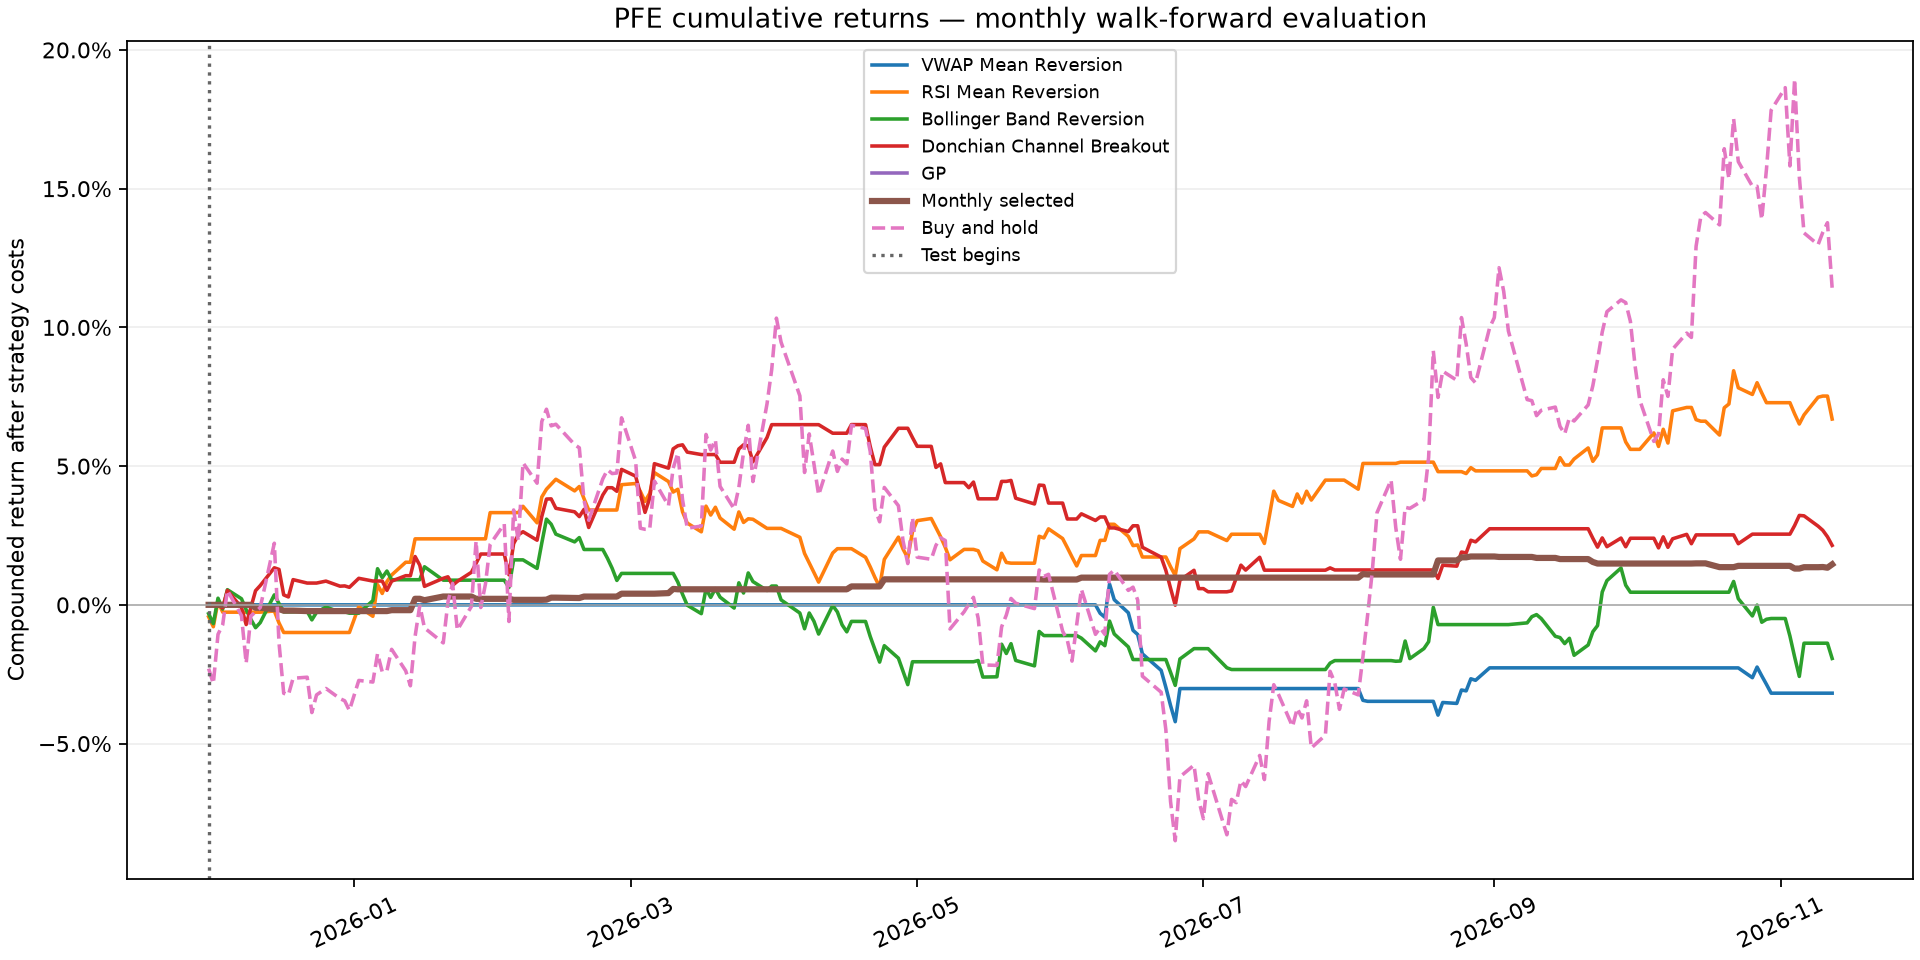 PFE cumulative returns — monthly walk-forward evaluation
Compounded return after strategy costs
20.0%
15.0%
10.0%
5.0%
0.0%
−5.0%
VWAP Mean Reversion
RSI Mean Reversion
Bollinger Band Reversion
Donchian Channel Breakout
GP
Monthly selected
Buy and hold
Test begins
2026-01
2026-03
2026-05
2026-07
2026-09
2026-11